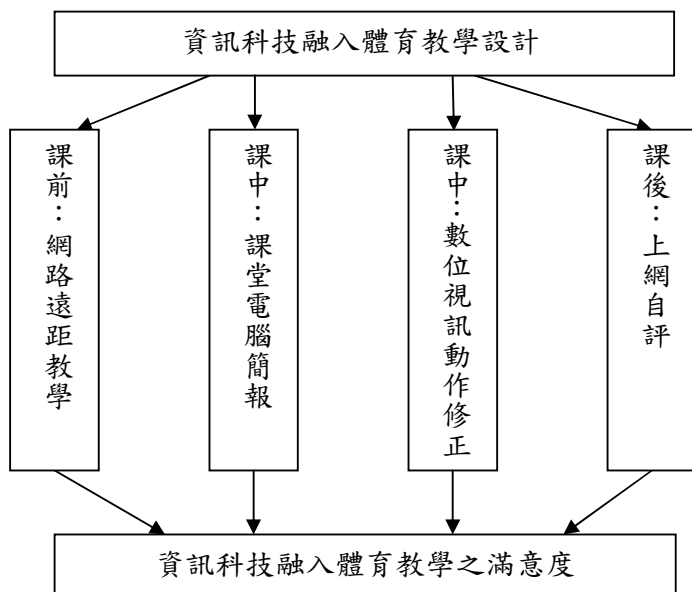 資訊科技融入體育教學設計
課前：網路遠距教學
課中：課堂電腦簡報
課中：數位視訊動作修正
課後：上網自評
資訊科技融入體育教學之滿意度